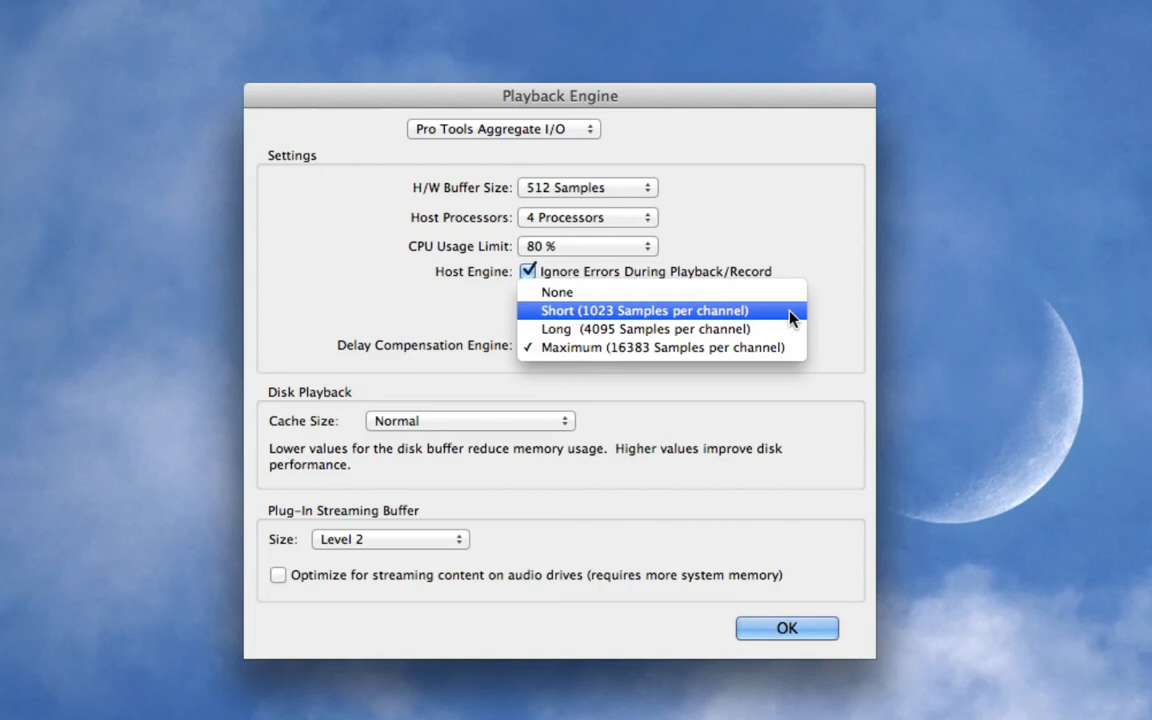 Playback Engine
Pro Tools Aggregate I/O
Settings
H/W Buffer Size: 512 Samples
Host Processors: 4 Processors
CPU Usage Limit: 80 %
Host Engine: Ignore Errors During Playback/Record
None
Short (1023 Samples per channel)
Long (4095 Samples per channel)
Delay Compensation Engine: ✓ Maximum (16383 Samples per channel)
Disk Playback
Cache Size: Normal
Lower values for the disk buffer reduce memory usage. Higher values improve disk
performance.
Plug-In Streaming Buffer
Size: Level 2
Optimize for streaming content on audio drives (requires more system memory)
OK